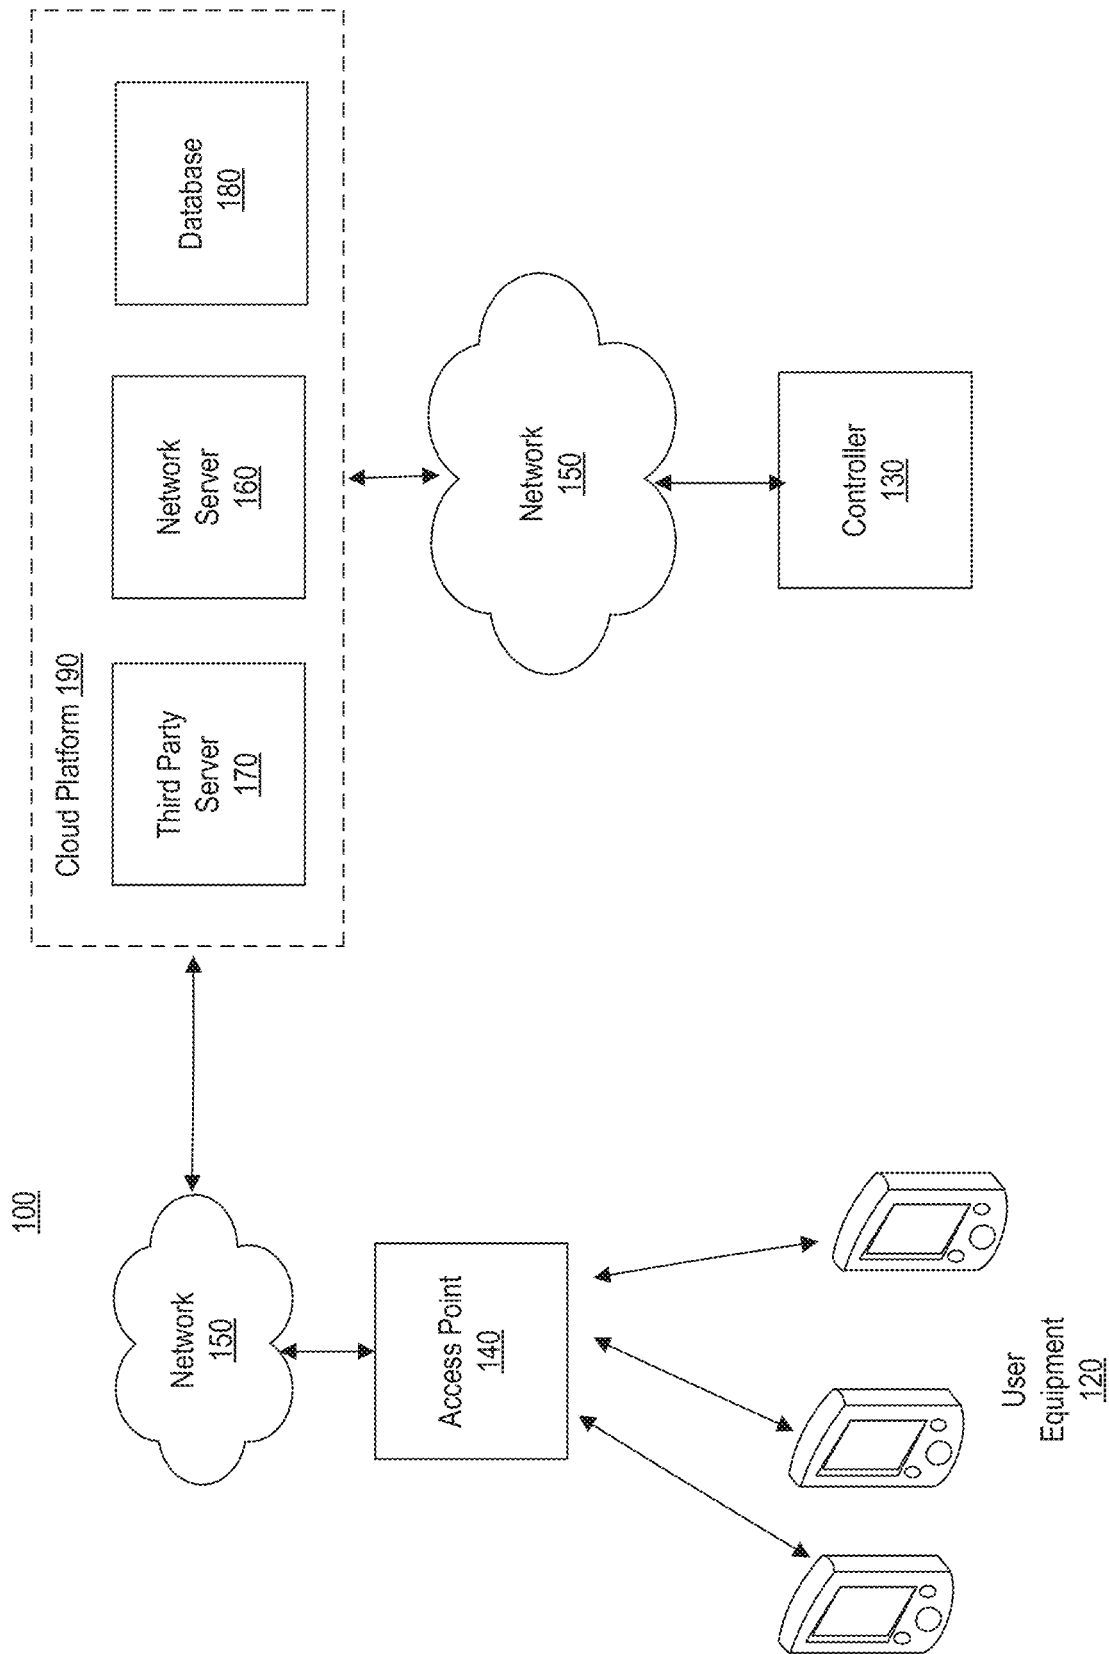 100
Cloud Platform 190
Third Party
Server
170
Network
Server
160
Database
180
Network
150
Network
150
Access Point
140
Controller
130
User
Equipment
120